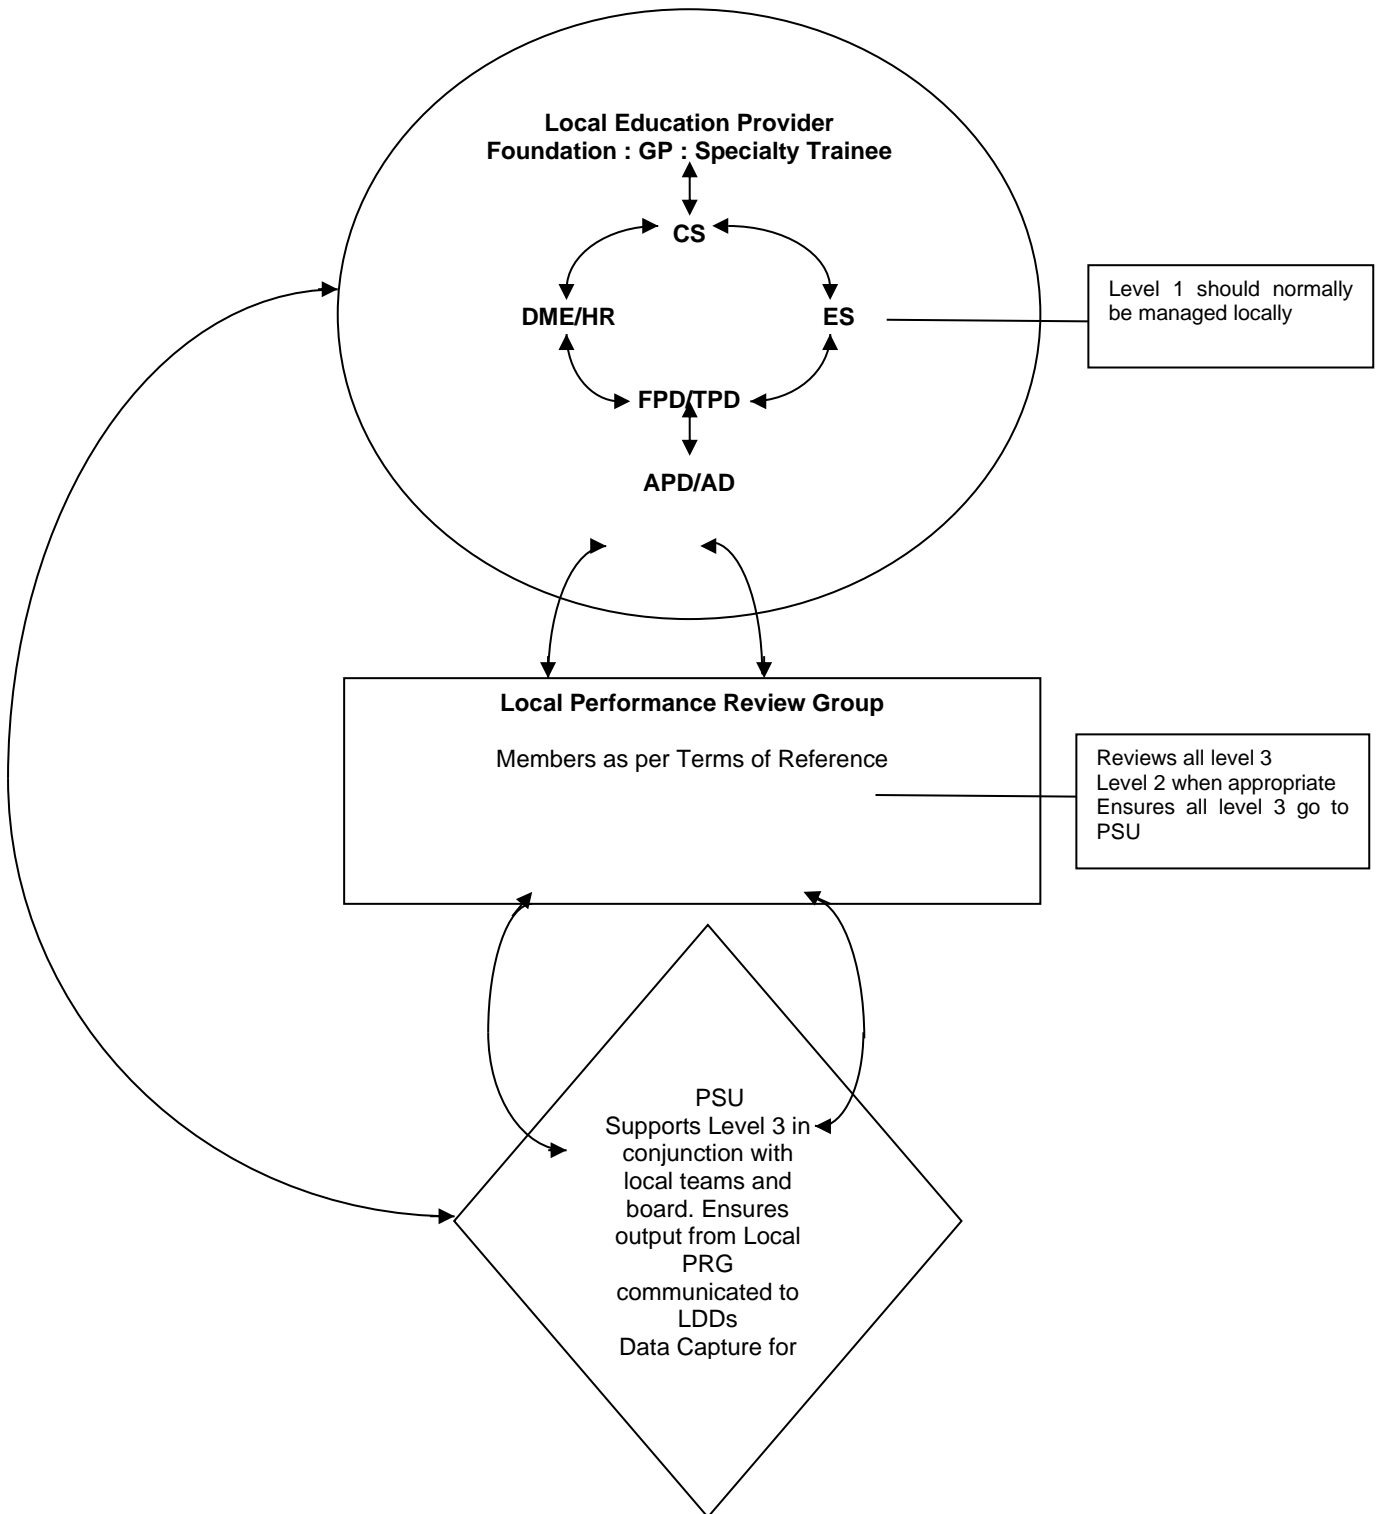 Local Education Provider
Foundation : GP : Specialty Trainee
CS
DME/HR
ES
FPD/TPD
APD/AD
Level 1 should normally
be managed locally
Local Performance Review Group
Members as per Terms of Reference
Reviews all level 3
Level 2 when appropriate
Ensures all level 3 go to
PSU
PSU
Supports Level 3 in
conjunction with
local teams and
board. Ensures
output from Local
PRG
communicated to
LDDs
Data Capture for